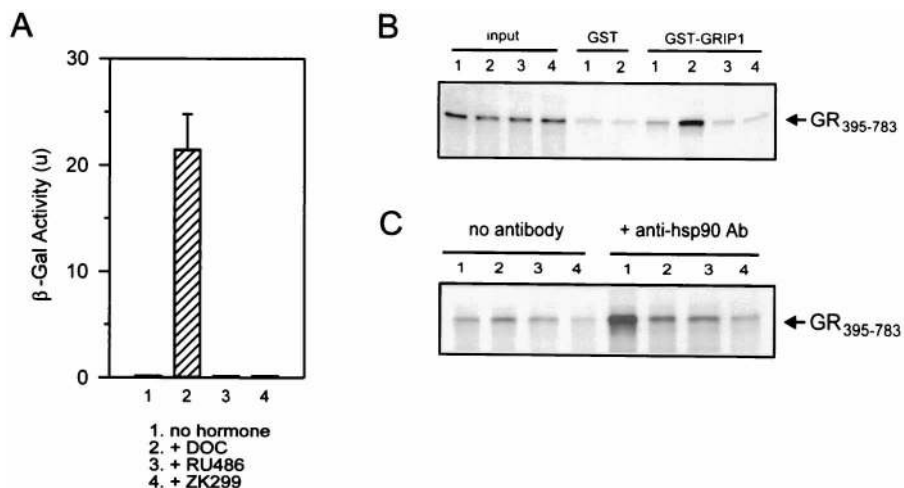 A
β-Gal Activity (u)
30
20
10
0
1 2 3 4
1. no hormone
2. + DOC
3. + RU486
4. + ZK299
B
input GST GST-GRIP1
1 2 3 4 1 2 1 2 3 4
GR395-783
C
no antibody + anti-hsp90 Ab
1 2 3 4 1 2 3 4
GR395-783